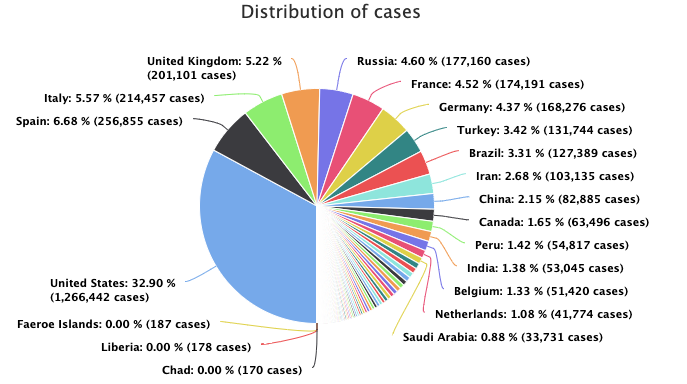 Distribution of cases
United Kingdom: 5.22 %
(201,101 cases)
Italy: 5.57 % (214,457 cases)
Spain: 6.68 % (256,855 cases)
United States: 32.90 %
(1,266,442 cases)
Faeroe Islands: 0.00 % (187 cases)
Liberia: 0.00 % (178 cases)
Chad: 0.00 % (170 cases)
Russia: 4.60 % (177,160 cases)
France: 4.52 % (174,191 cases)
Germany: 4.37 % (168,276 cases)
Turkey: 3.42 % (131,744 cases)
Brazil: 3.31 % (127,389 cases)
Iran: 2.68 % (103,135 cases)
China: 2.15 % (82,885 cases)
Canada: 1.65 % (63,496 cases)
Peru: 1.42 % (54,817 cases)
India: 1.38 % (53,045 cases)
Belgium: 1.33 % (51,420 cases)
Netherlands: 1.08 % (41,774 cases)
Saudi Arabia: 0.88 % (33,731 cases)